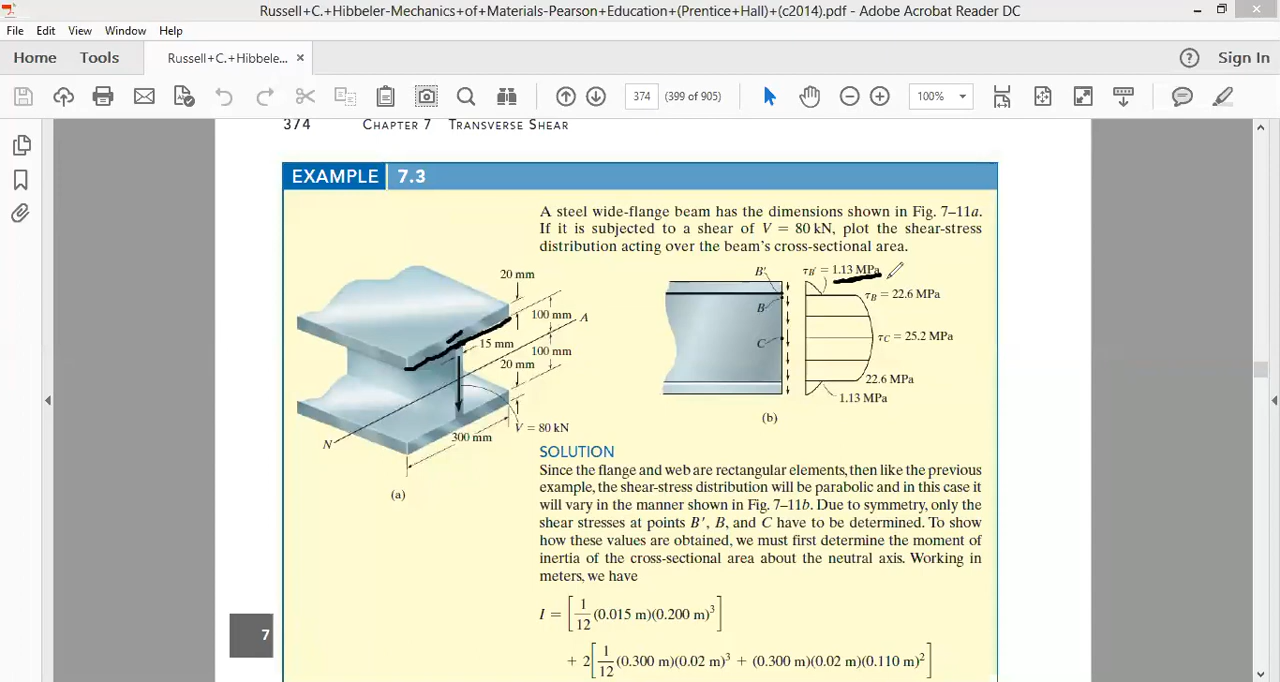 Russell+C.+Hibbeler-Mechanics+of+Materials-Pearson+Education+(Prentice+Hall)+(c2014).pdf - Adobe Acrobat Reader DC
File Edit View Window Help
Home Tools Russell+C.+Hibbele... × Sign In
374 (399 of 905) 100%
374 CHAPTER 7 TRANSVERSE SHEAR
EXAMPLE 7.3
A steel wide-flange beam has the dimensions shown in Fig. 7–11a.
If it is subjected to a shear of V = 80 kN, plot the shear-stress
distribution acting over the beam's cross-sectional area.
20 mm
100 mm
A
15 mm
100 mm
20 mm
N
300 mm
V = 80 kN
(a)
B′
τB′ = 1.13 MPa
B
τB = 22.6 MPa
C
τC = 25.2 MPa
22.6 MPa
1.13 MPa
(b)
SOLUTION
Since the flange and web are rectangular elements, then like the previous
example, the shear-stress distribution will be parabolic and in this case it
will vary in the manner shown in Fig. 7–11b. Due to symmetry, only the
shear stresses at points B′, B, and C have to be determined. To show
how these values are obtained, we must first determine the moment of
inertia of the cross-sectional area about the neutral axis. Working in
meters, we have
I = [1/12 (0.015 m)(0.200 m)³]
+ 2[1/12 (0.300 m)(0.02 m)³ + (0.300 m)(0.02 m)(0.110 m)²]
7